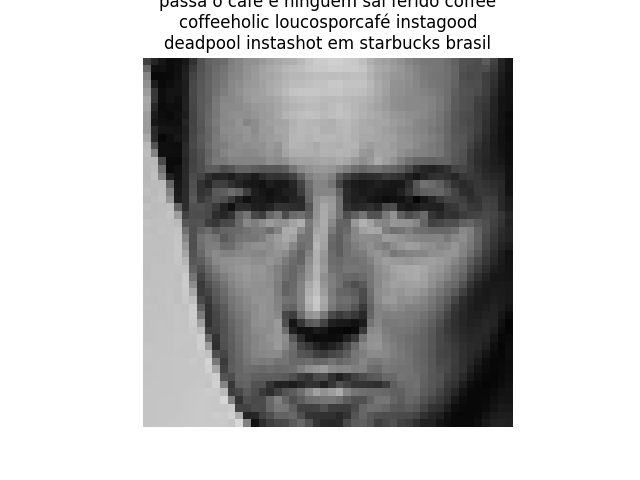 passa o café e ninguém sai ferido coffee
coffeeholic loucosporcafé instagood
deadpool instashot em starbucks brasil